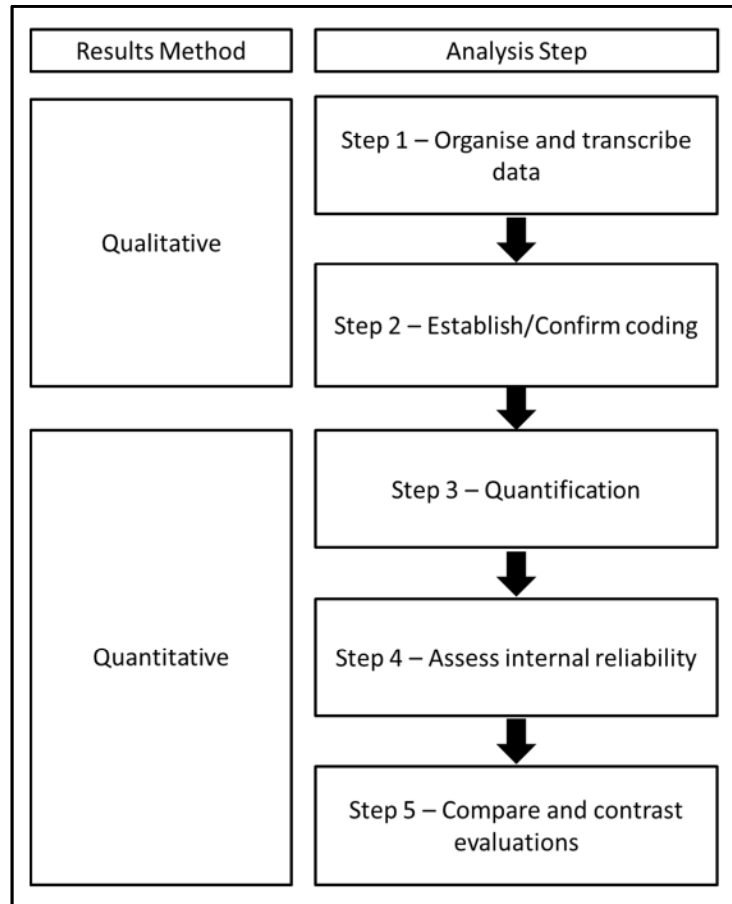 Results Method
Analysis Step
Qualitative
Step 1 – Organise and transcribe
data
Step 2 – Establish/Confirm coding
Quantitative
Step 3 – Quantification
Step 4 – Assess internal reliability
Step 5 – Compare and contrast
evaluations